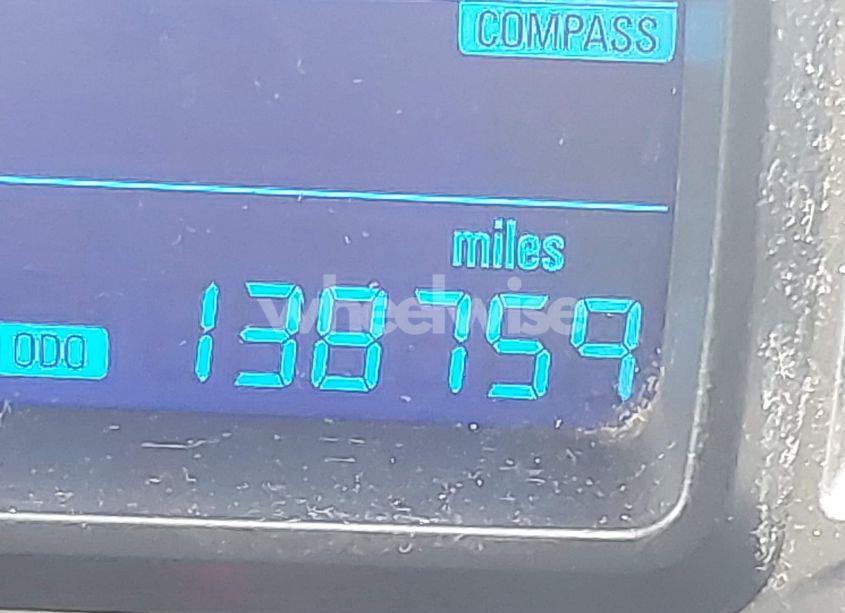 COMPASS
miles
ODO 138759
wheelwise